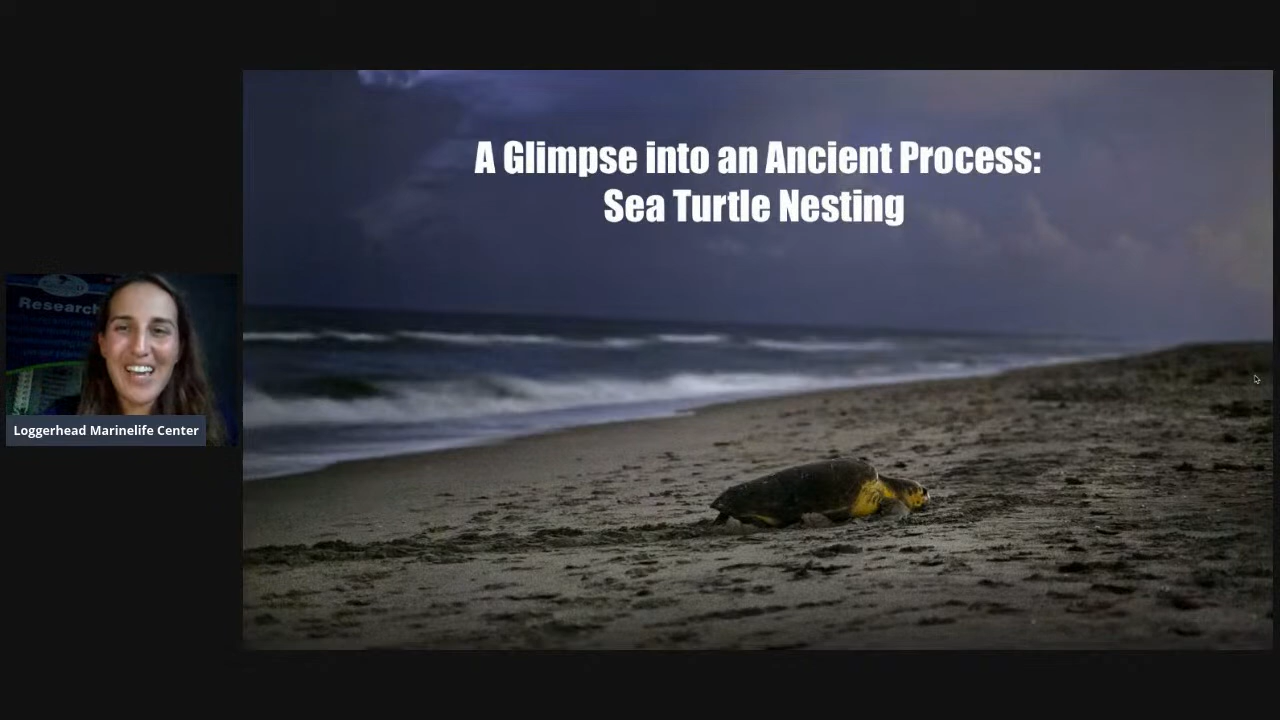 A Glimpse into an Ancient Process:
Sea Turtle Nesting
Research
Loggerhead Marinelife Center